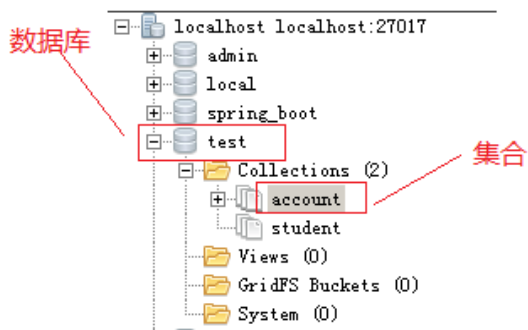 localhost localhost:27017
数据库
admin
local
spring_boot
test
Collections (2)
集合
account
student
Views (0)
GridFS Buckets (0)
System (0)